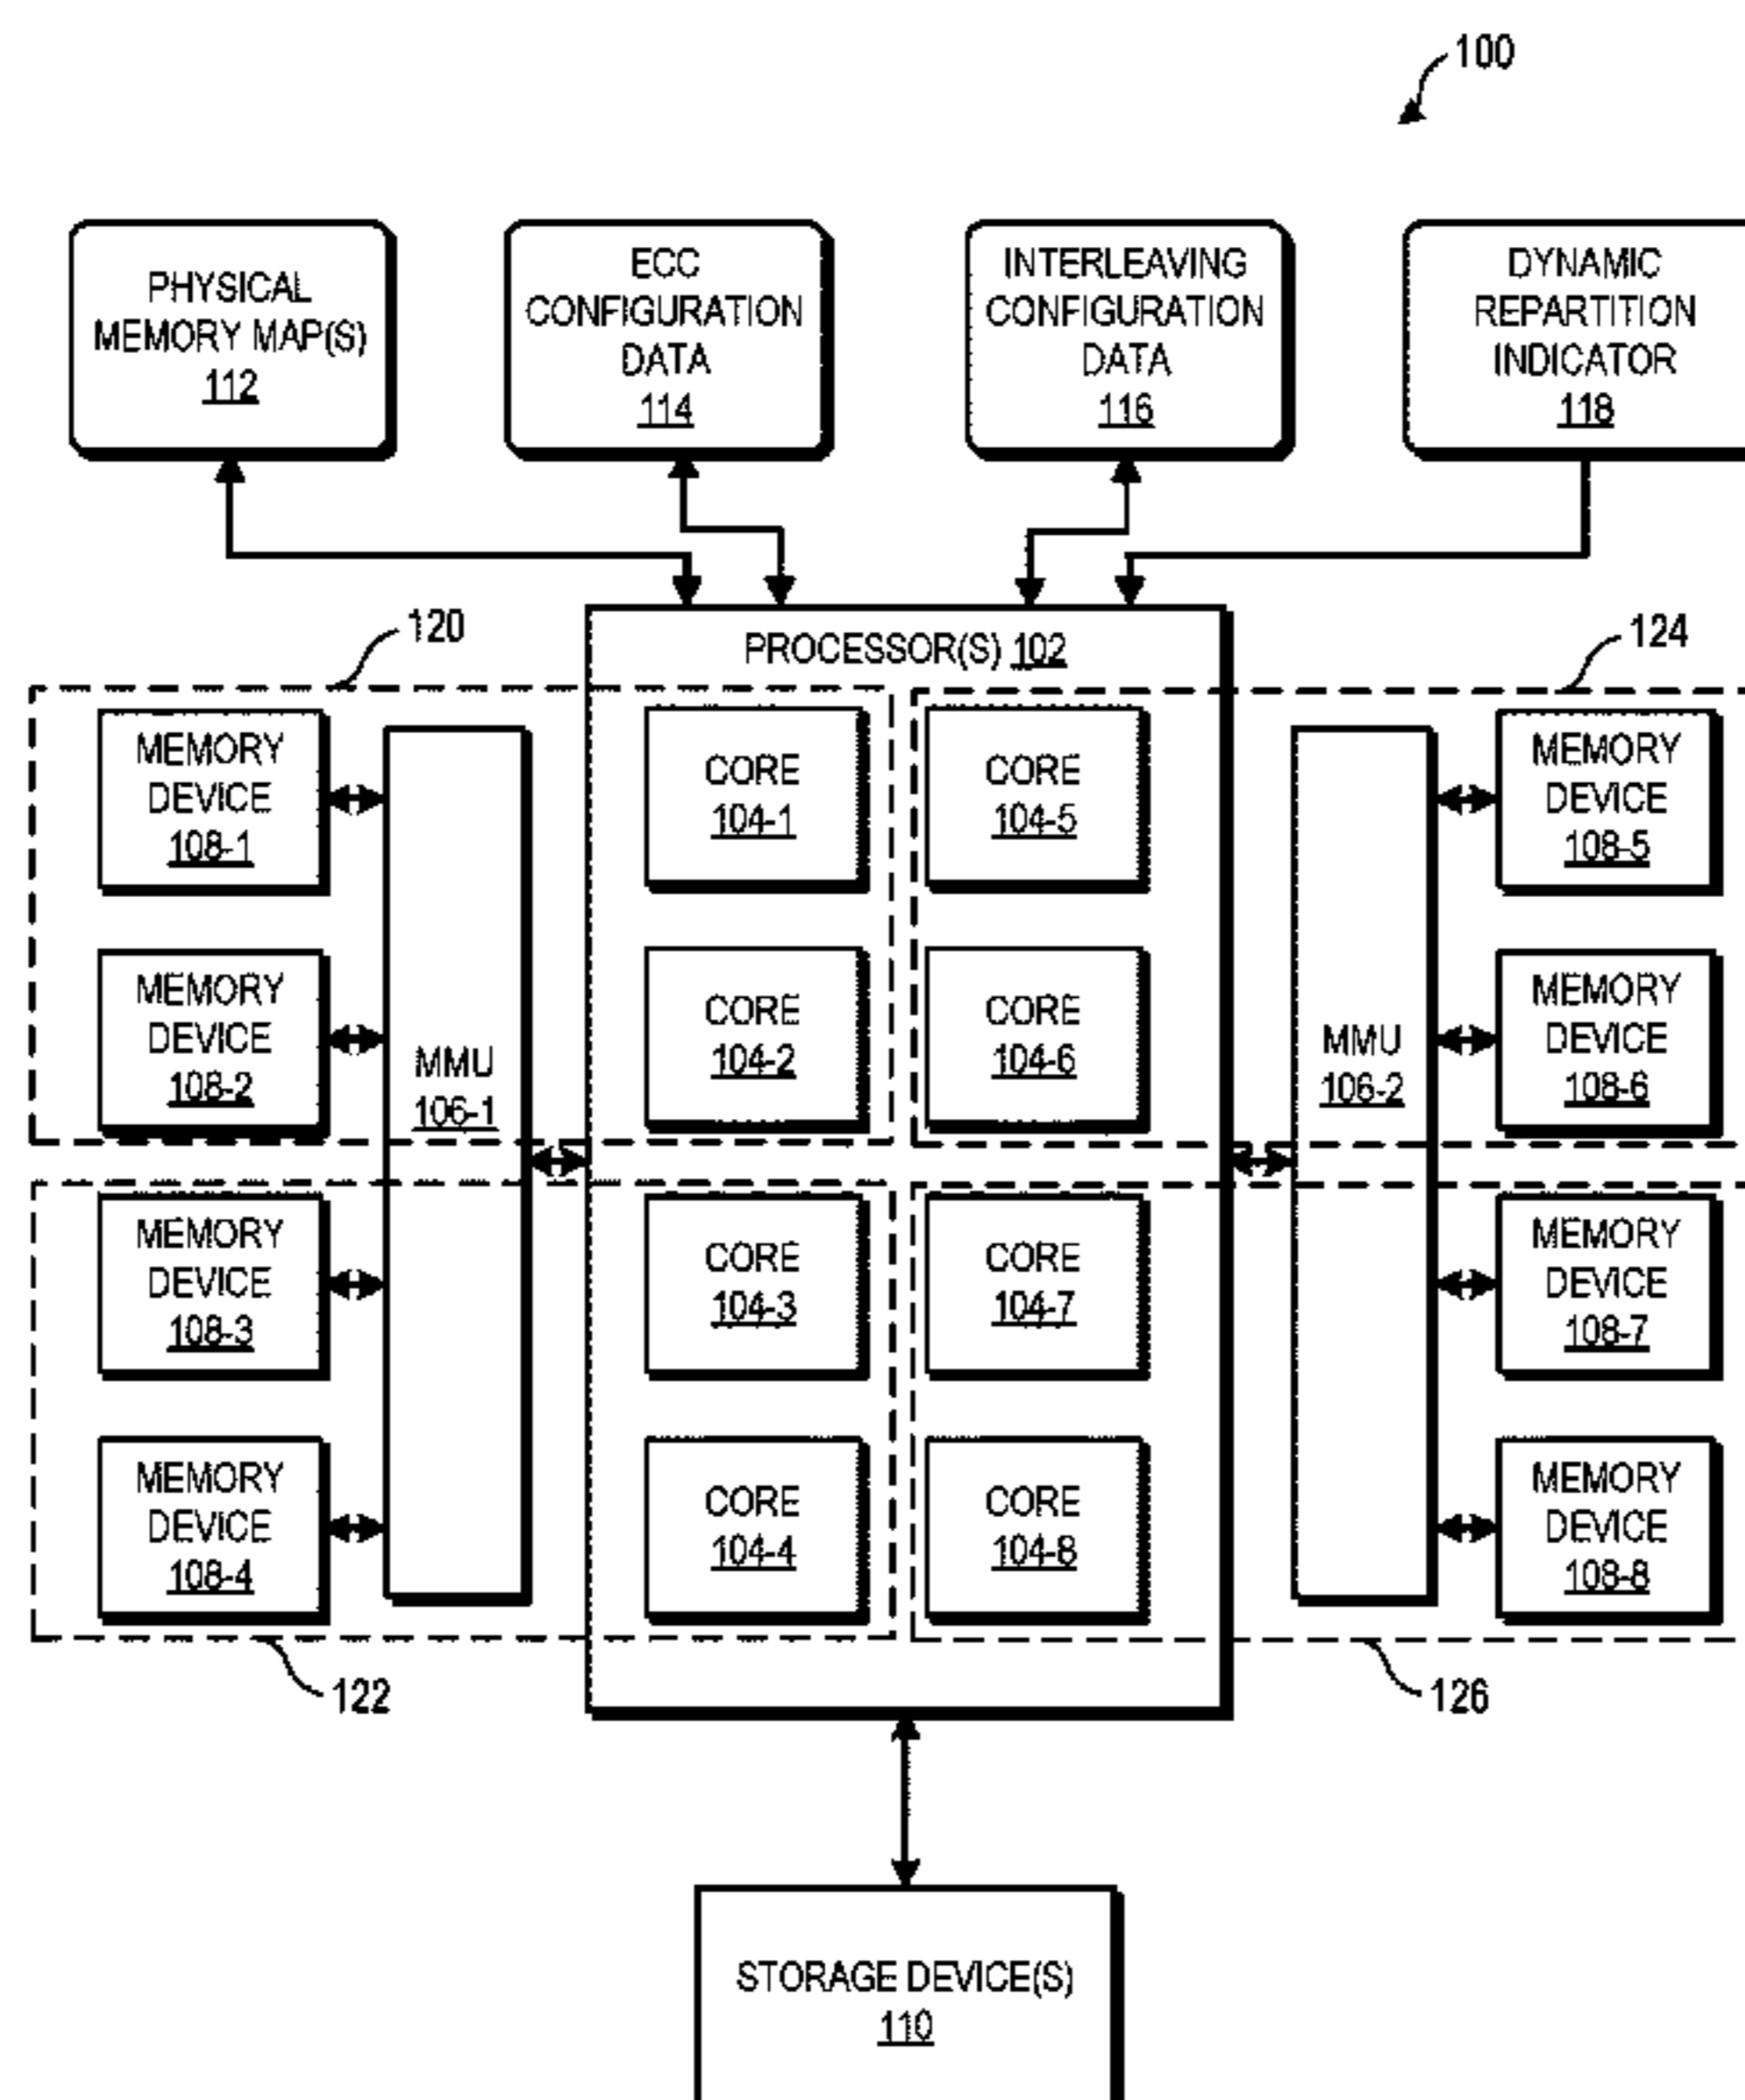 100
PHYSICAL
MEMORY MAP(S)
112
ECC
CONFIGURATION
DATA
114
INTERLEAVING
CONFIGURATION
DATA
116
DYNAMIC
REPARTITION
INDICATOR
118
120
PROCESSOR(S) 102
124
MEMORY
DEVICE
108-1
MEMORY
DEVICE
108-2
MEMORY
DEVICE
108-3
MEMORY
DEVICE
108-4
MMU
106-1
CORE
104-1
CORE
104-2
CORE
104-3
CORE
104-4
CORE
104-5
CORE
104-6
CORE
104-7
CORE
104-8
MMU
106-2
MEMORY
DEVICE
108-5
MEMORY
DEVICE
108-6
MEMORY
DEVICE
108-7
MEMORY
DEVICE
108-8
122
126
STORAGE DEVICE(S)
110